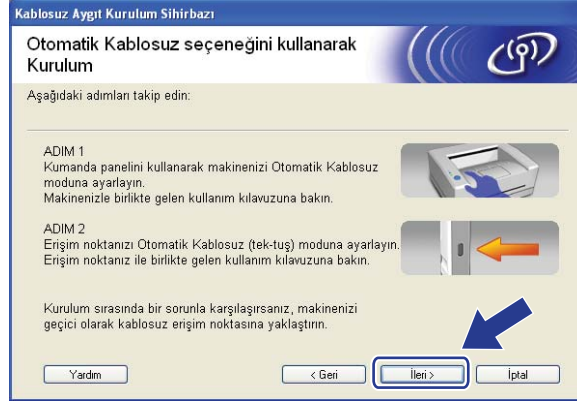 Kablosuz Aygıt Kurulum Sihirbazı
Otomatik Kablosuz seçeneğini kullanarak
Kurulum
Aşağıdaki adımları takip edin:
ADIM 1
Kumanda panelini kullanarak makinenizi Otomatik Kablosuz
moduna ayarlayın.
Makinenizle birlikte gelen kullanım kılavuzuna bakın.
ADIM 2
Erişim noktanızı Otomatik Kablosuz (tek-tuş) moduna ayarlayın.
Erişim noktanız ile birlikte gelen kullanım kılavuzuna bakın.
Kurulum sırasında bir sorunla karşılaşırsanız, makinenizi
geçici olarak kablosuz erişim noktasına yaklaştırın.
Yardım
< Geri
İleri >
İptal